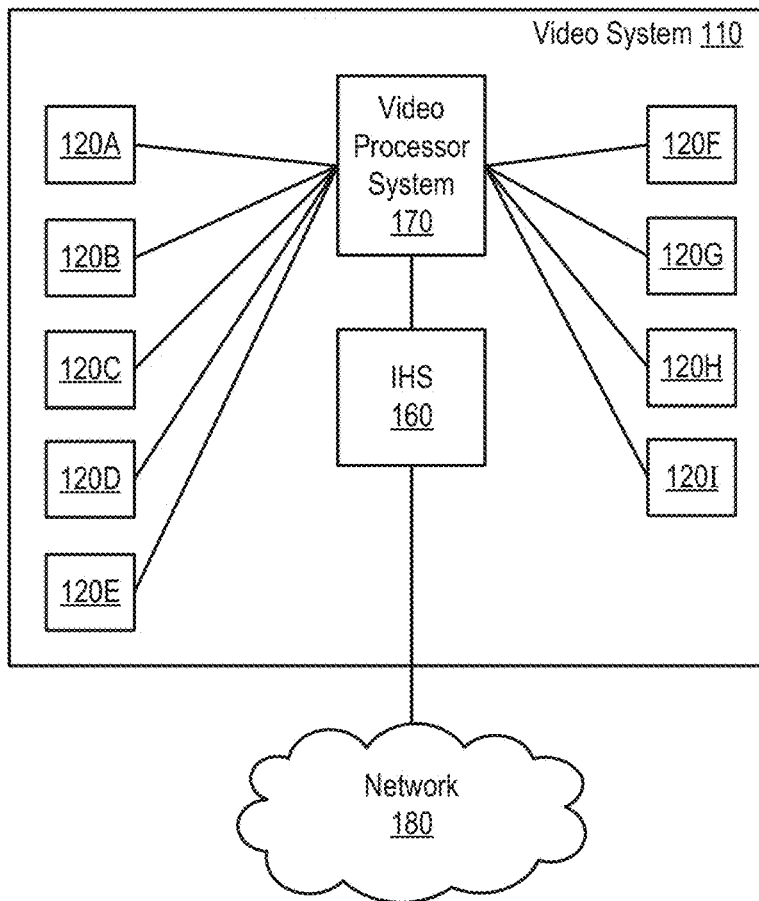 Video System 110
120A
120B
120C
120D
120E
Video
Processor
System
170
IHS
160
120F
120G
120H
120I
Network
180